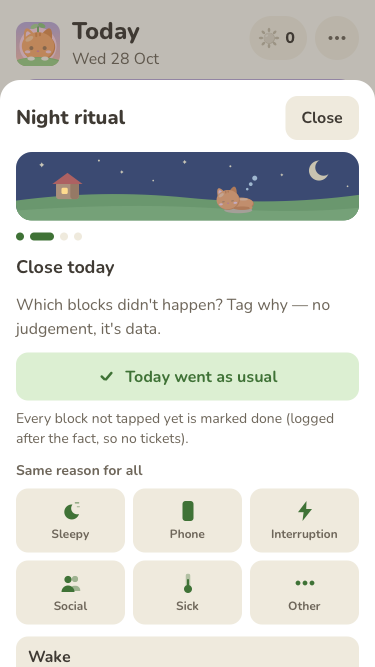 Today
Wed 28 Oct
0
Night ritual
Close
Close today
Which blocks didn't happen? Tag why — no
judgement, it's data.
Today went as usual
Every block not tapped yet is marked done (logged
after the fact, so no tickets).
Same reason for all
Sleepy
Phone
Interruption
Social
Sick
Other
Wake